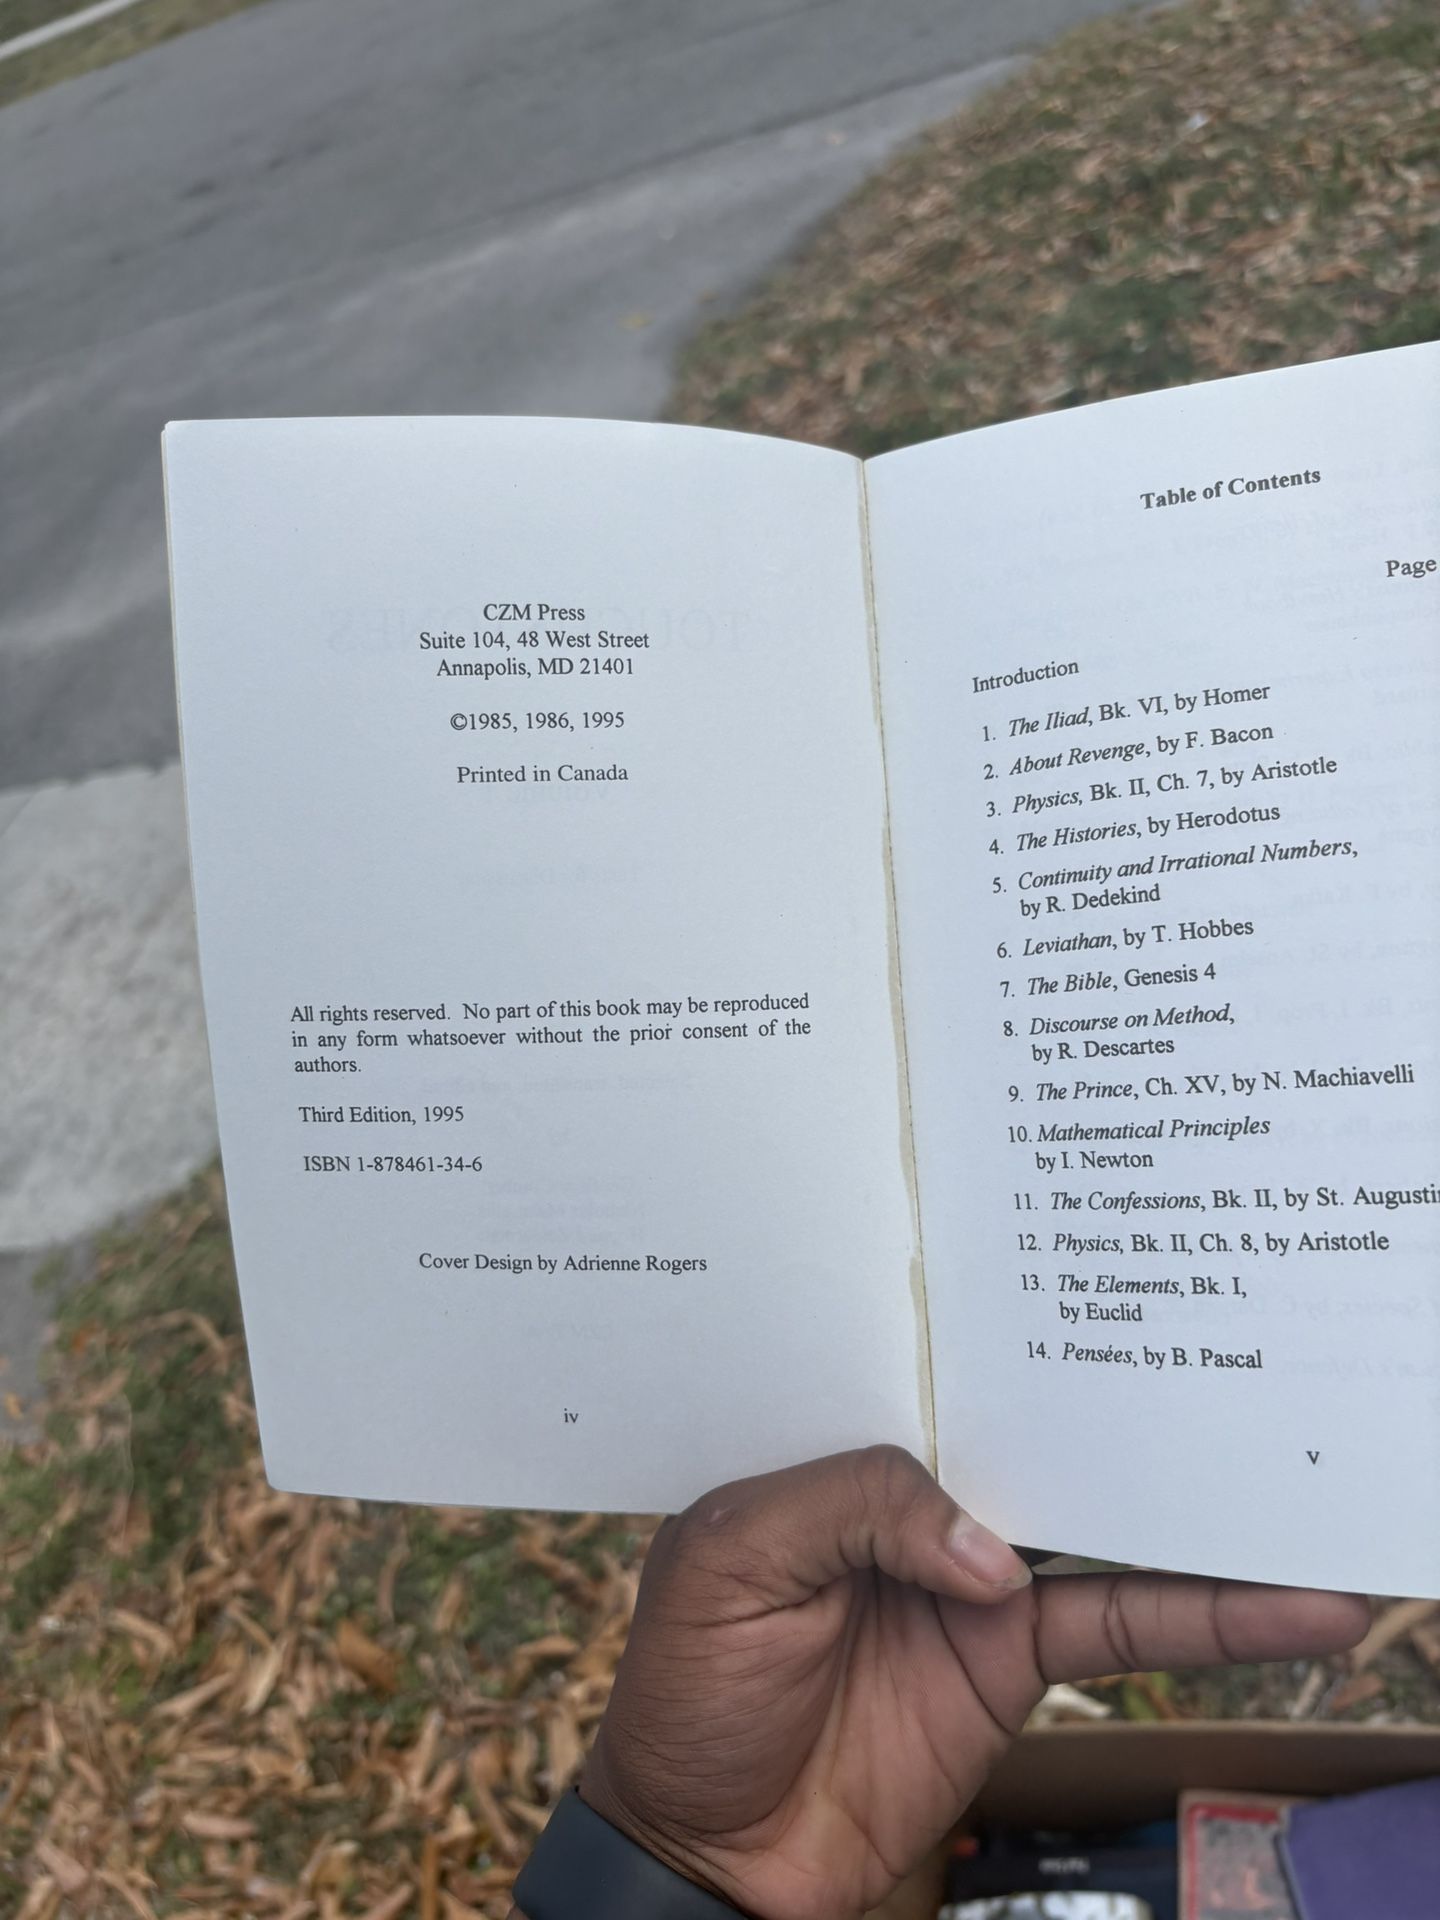 CZM Press
Suite 104, 48 West Street
Annapolis, MD 21401
©1985, 1986, 1995
Printed in Canada
All rights reserved. No part of this book may be reproduced
in any form whatsoever without the prior consent of the
authors.
Third Edition, 1995
ISBN 1-878461-34-6
Cover Design by Adrienne Rogers
iv
Table of Contents
Page
Introduction
1. The Iliad, Bk. VI, by Homer
2. About Revenge, by F. Bacon
3. Physics, Bk. II, Ch. 7, by Aristotle
4. The Histories, by Herodotus
5. Continuity and Irrational Numbers,
by R. Dedekind
6. Leviathan, by T. Hobbes
7. The Bible, Genesis 4
8. Discourse on Method,
by R. Descartes
9. The Prince, Ch. XV, by N. Machiavelli
10. Mathematical Principles
by I. Newton
11. The Confessions, Bk. II, by St.
12. Physics, Bk. II, Ch. 8, by Aristotle
13. The Elements, Bk. I,
by Euclid
14. Pensées, by B. Pascal
v